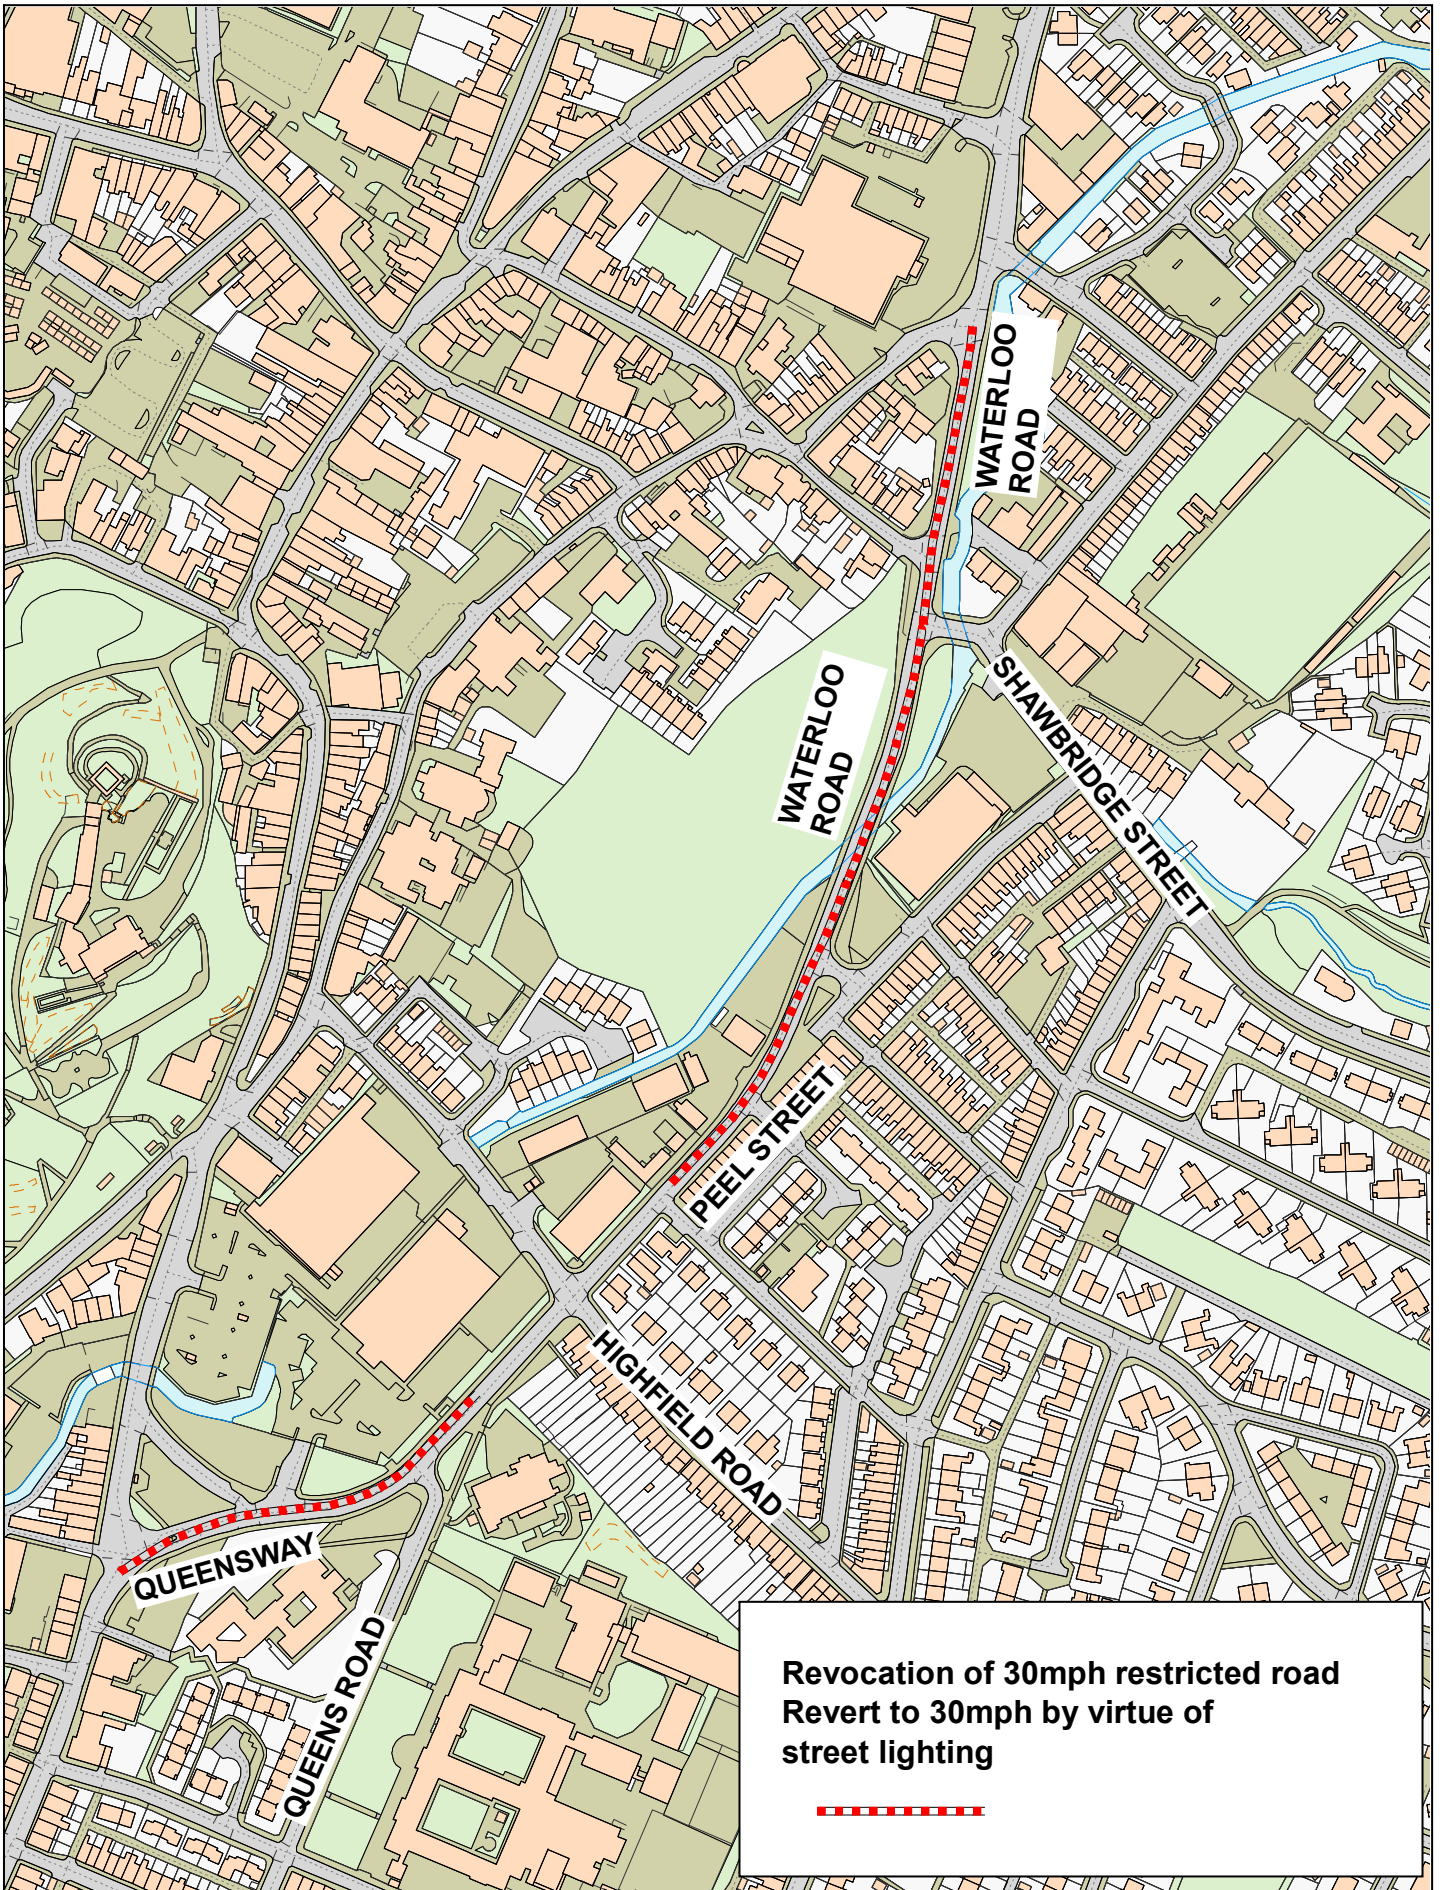 WATERLOO
ROAD
WATERLOO
ROAD
SHAWBRIDGE STREET
PEEL STREET
HIGHFIELD ROAD
QUEENSWAY
QUEENS ROAD
Revocation of 30mph restricted road
Revert to 30mph by virtue of
street lighting